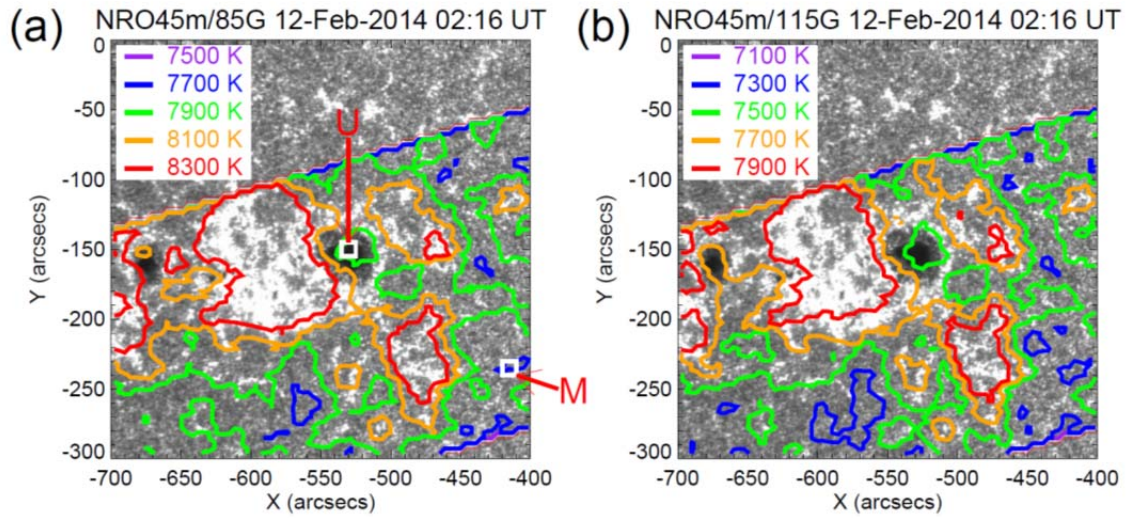 (a) NRO45m/85G 12-Feb-2014 02:16 UT
7500 K
7700 K
7900 K
8100 K
8300 K
U
M
0
-50
-100
-150
-200
-250
-300
Y (arcsecs)
-700 -650 -600 -550 -500 -450 -400
X (arcsecs)
(b) NRO45m/115G 12-Feb-2014 02:16 UT
7100 K
7300 K
7500 K
7700 K
7900 K
0
-50
-100
-150
-200
-250
-300
Y (arcsecs)
-700 -650 -600 -550 -500 -450 -400
X (arcsecs)